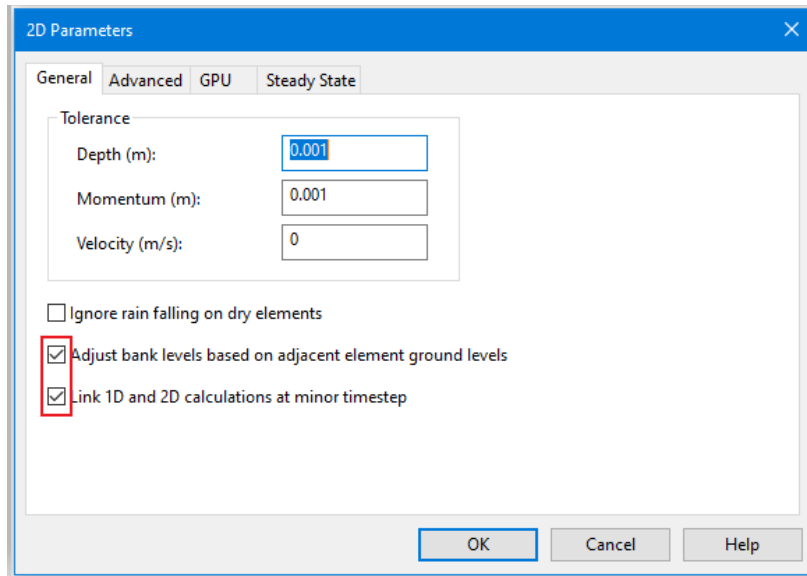 2D Parameters
General Advanced GPU Steady State
Tolerance
Depth (m): 0.001
Momentum (m): 0.001
Velocity (m/s): 0
Ignore rain falling on dry elements
Adjust bank levels based on adjacent element ground levels
Link 1D and 2D calculations at minor timestep
OK Cancel Help